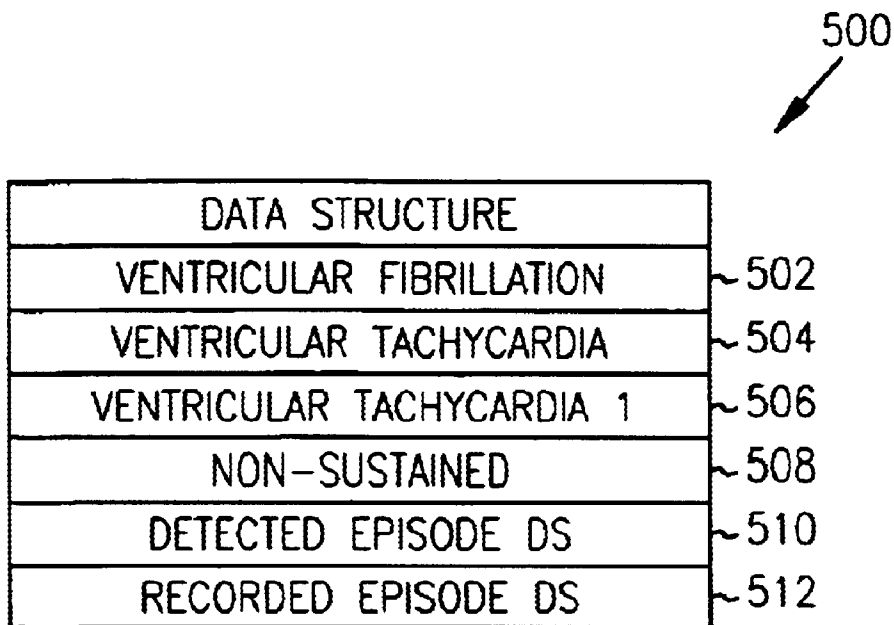 500
DATA STRUCTURE
VENTRICULAR FIBRILLATION ~502
VENTRICULAR TACHYCARDIA ~504
VENTRICULAR TACHYCARDIA 1 ~506
NON-SUSTAINED ~508
DETECTED EPISODE DS ~510
RECORDED EPISODE DS ~512